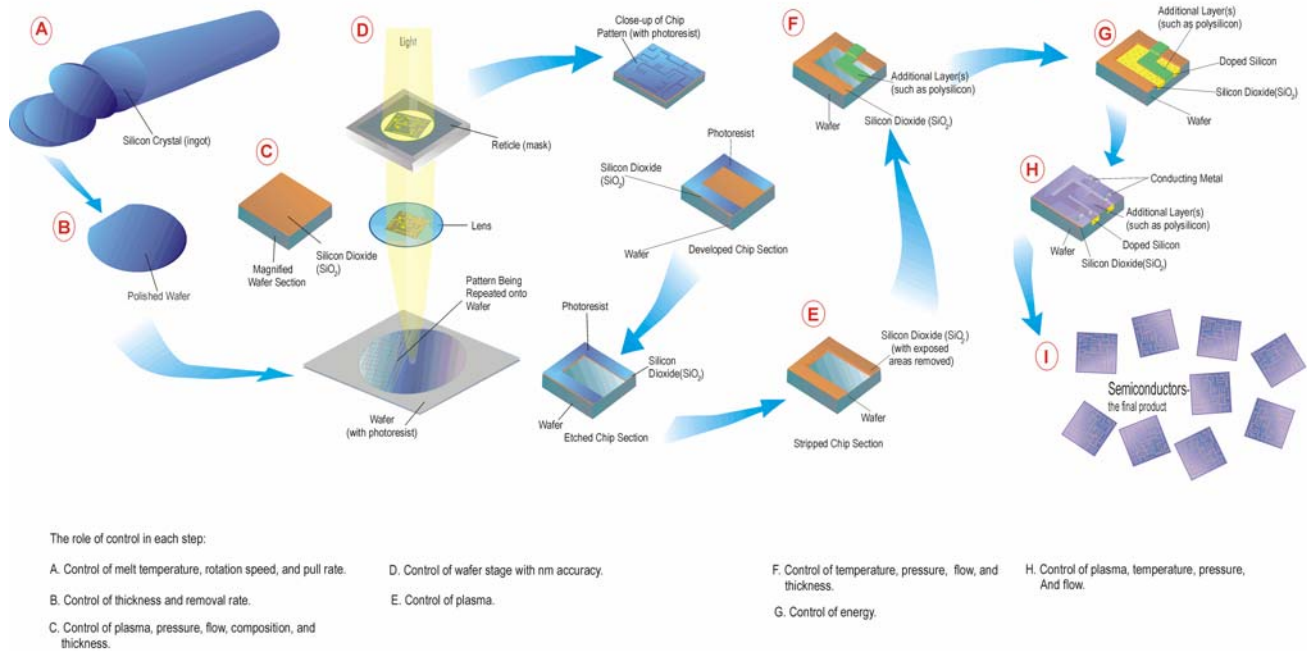 A
Silicon Crystal (ingot)
B
Polished Wafer
C
Magnified
Wafer Section
Silicon Dioxide
(SiO2)
D
Light
Reticle (mask)
Lens
Pattern Being
Repeated onto
Wafer
Wafer
(with photoresist)
Close-up of Chip
Pattern (with photoresist)
Photoresist
Silicon Dioxide
(SiO2)
Wafer
Developed Chip Section
Photoresist
Silicon
Dioxide(SiO2)
Wafer
Etched Chip Section
E
Silicon Dioxide (SiO2)
(with exposed
areas removed)
Wafer
Stripped Chip Section
F
Additional Layer(s)
(such as polysilicon)
Silicon Dioxide (SiO2)
Wafer
G
Additional Layer(s)
(such as polysilicon)
Doped Silicon
Silicon Dioxide(SiO2)
Wafer
H
Conducting Metal
Additional Layer(s)
(such as polysilicon)
Doped Silicon
Wafer
Silicon Dioxide(SiO2)
I
Semiconductors-
the final product
The role of control in each step:
A. Control of melt temperature, rotation speed, and pull rate.
B. Control of thickness and removal rate.
C. Control of plasma, pressure, flow, composition, and
thickness.
D. Control of wafer stage with nm accuracy.
E. Control of plasma.
F. Control of temperature, pressure, flow, and
thickness.
G. Control of energy.
H. Control of plasma, temperature, pressure,
And flow.